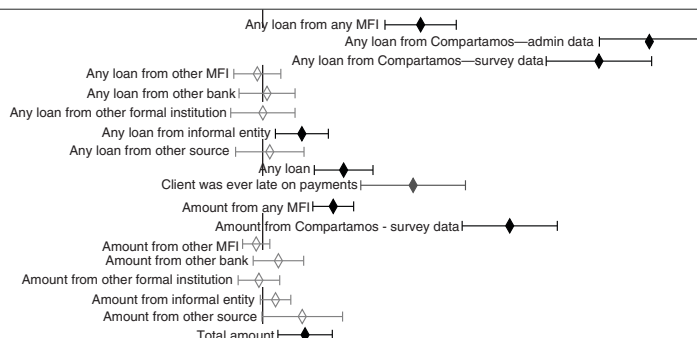 Any loan from any MFI
Any loan from Compartamos—admin data
Any loan from Compartamos—survey data
Any loan from other MFI
Any loan from other bank
Any loan from other formal institution
Any loan from informal entity
Any loan from other source
Any loan
Client was ever late on payments
Amount from any MFI
Amount from Compartamos - survey data
Amount from other MFI
Amount from other bank
Amount from other formal institution
Amount from informal entity
Amount from other source
Total amount